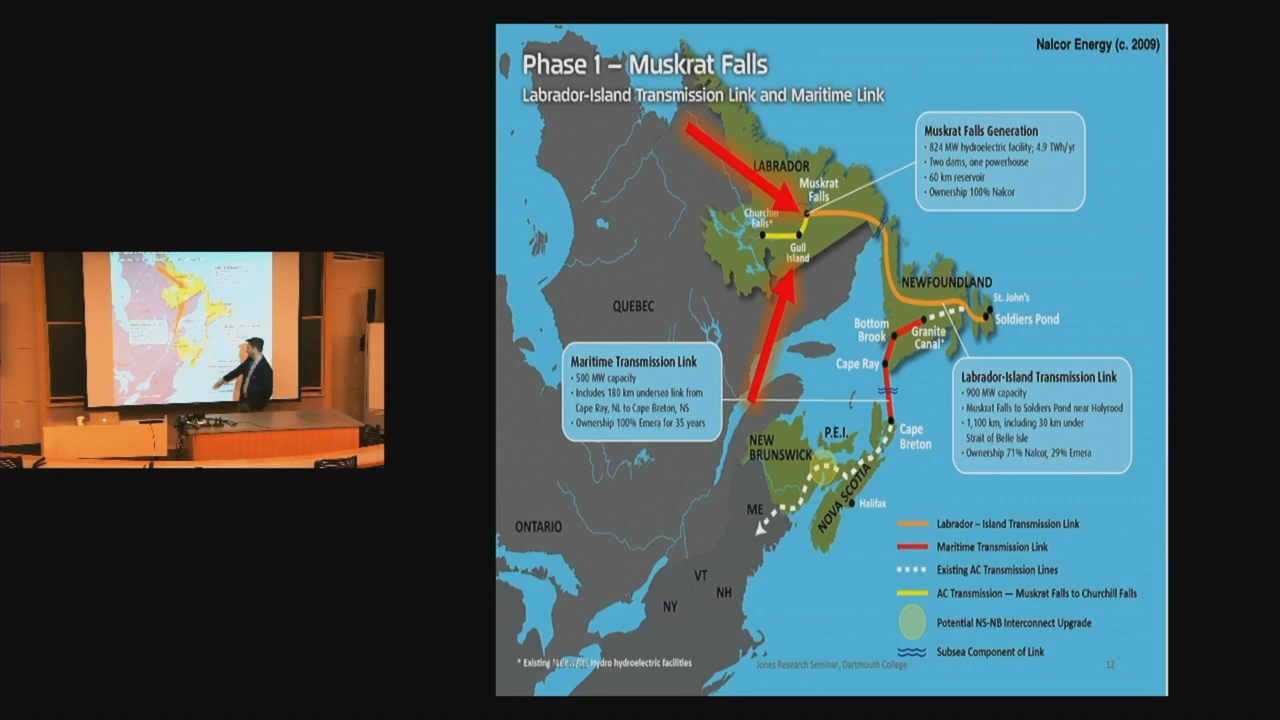 Nalcor Energy (c. 2009)
Phase 1 – Muskrat Falls
Labrador-Island Transmission Link and Maritime Link
Muskrat Falls Generation
• 824 MW hydroelectric facility; 4.9 TWh/yr
• Two dams, one powerhouse
• 60 km reservoir
• Ownership 100% Nalcor
LABRADOR
Muskrat
Falls
Churchill
Falls*
Gull
Island
QUEBEC
NEWFOUNDLAND
St. John's
Soldiers Pond
Bottom
Brook
Granite
Canal*
Cape Ray
Maritime Transmission Link
• 500 MW capacity
• Includes 180 km undersea link from
Cape Ray, NL to Cape Breton, NS
• Ownership 100% Emera for 35 years
Labrador-Island Transmission Link
• 900 MW capacity
• Muskrat Falls to Soldiers Pond near Holyrood
• 1,100 km, including 30 km under
Strait of Belle Isle
• Ownership 71% Nalcor, 29% Emera
NEW
BRUNSWICK
P.E.I.
Cape
Breton
NOVA SCOTIA
Halifax
ME
ONTARIO
VT
NH
NY
Labrador – Island Transmission Link
Maritime Transmission Link
Existing AC Transmission Lines
AC Transmission — Muskrat Falls to Churchill Falls
Potential NS-NB Interconnect Upgrade
Subsea Component of Link
* Existing Hydro hydroelectric facilities
Jones Research Seminar, Dartmouth College
12